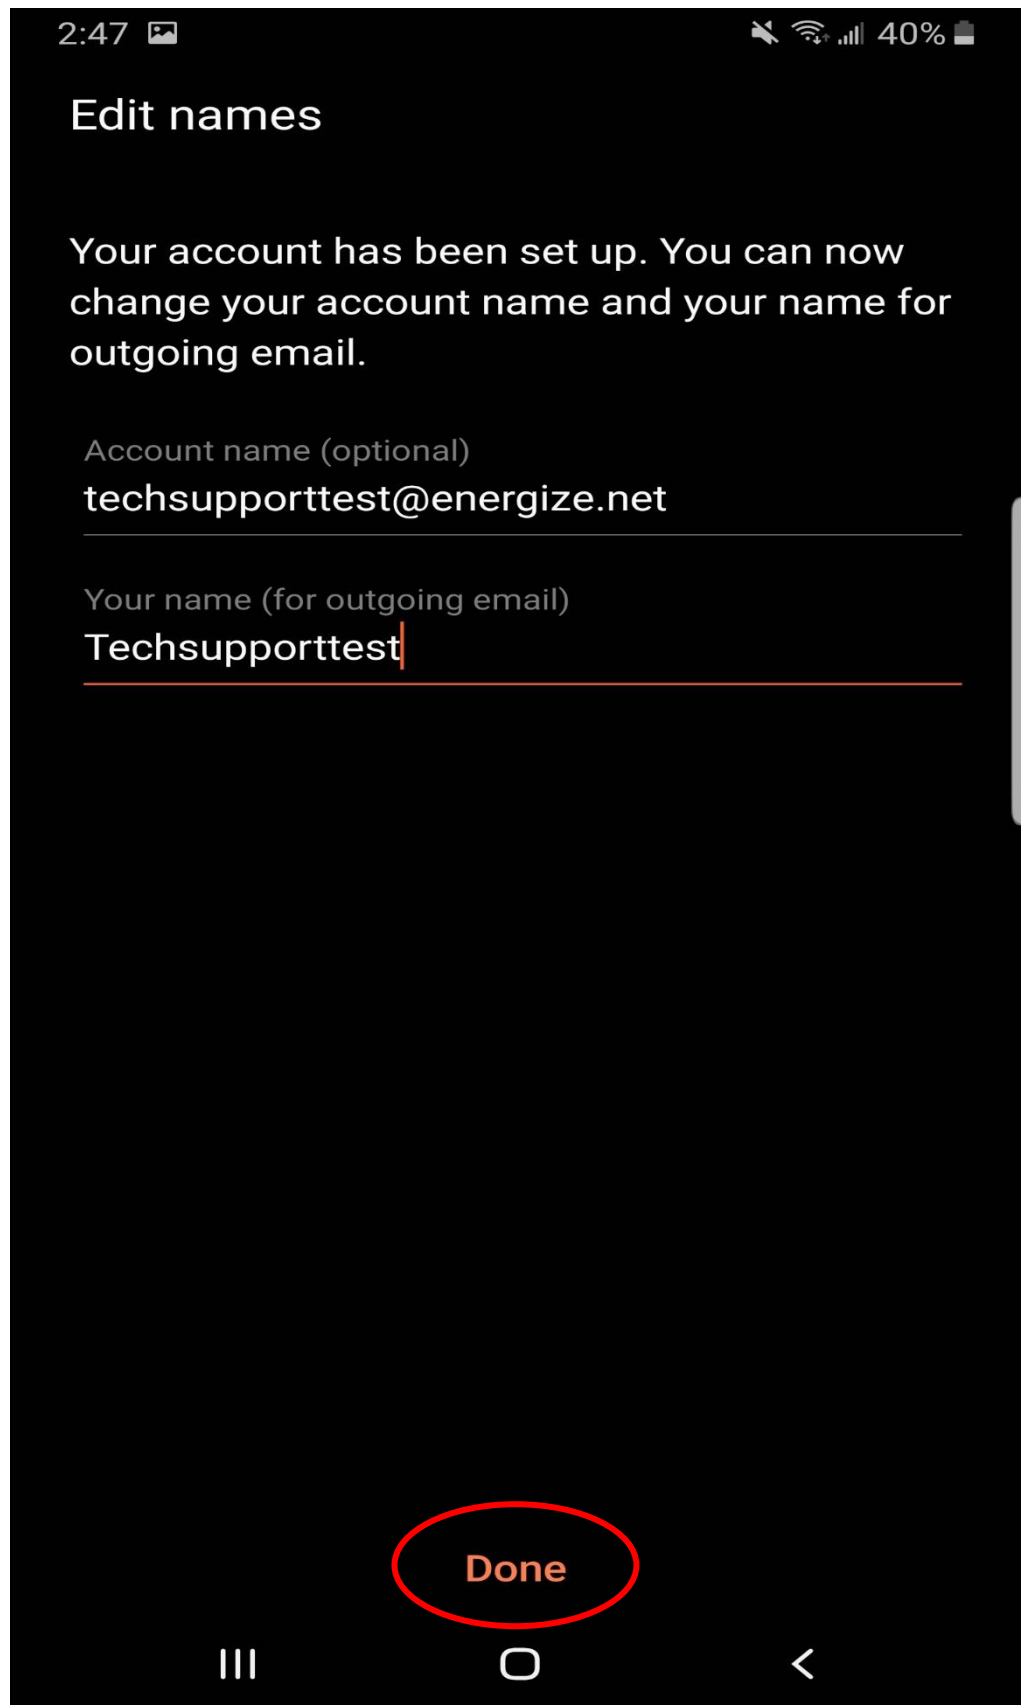 2:47 40%
Edit names
Your account has been set up. You can now
change your account name and your name for
outgoing email.
Account name (optional)
techsupporttest@energize.net
Your name (for outgoing email)
Techsupporttest
Done